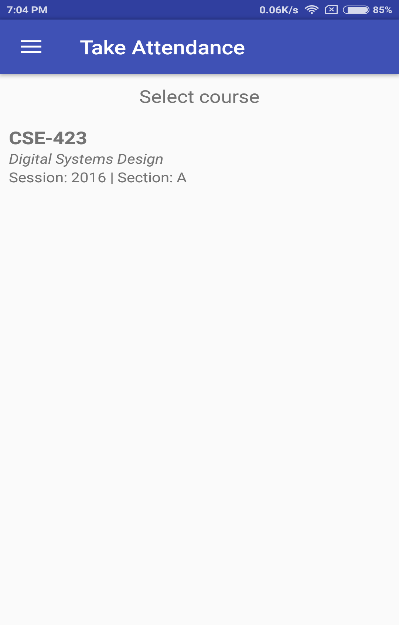 7:04 PM 0.06K/s 85%
Take Attendance
Select course
CSE-423
Digital Systems Design
Session: 2016 | Section: A